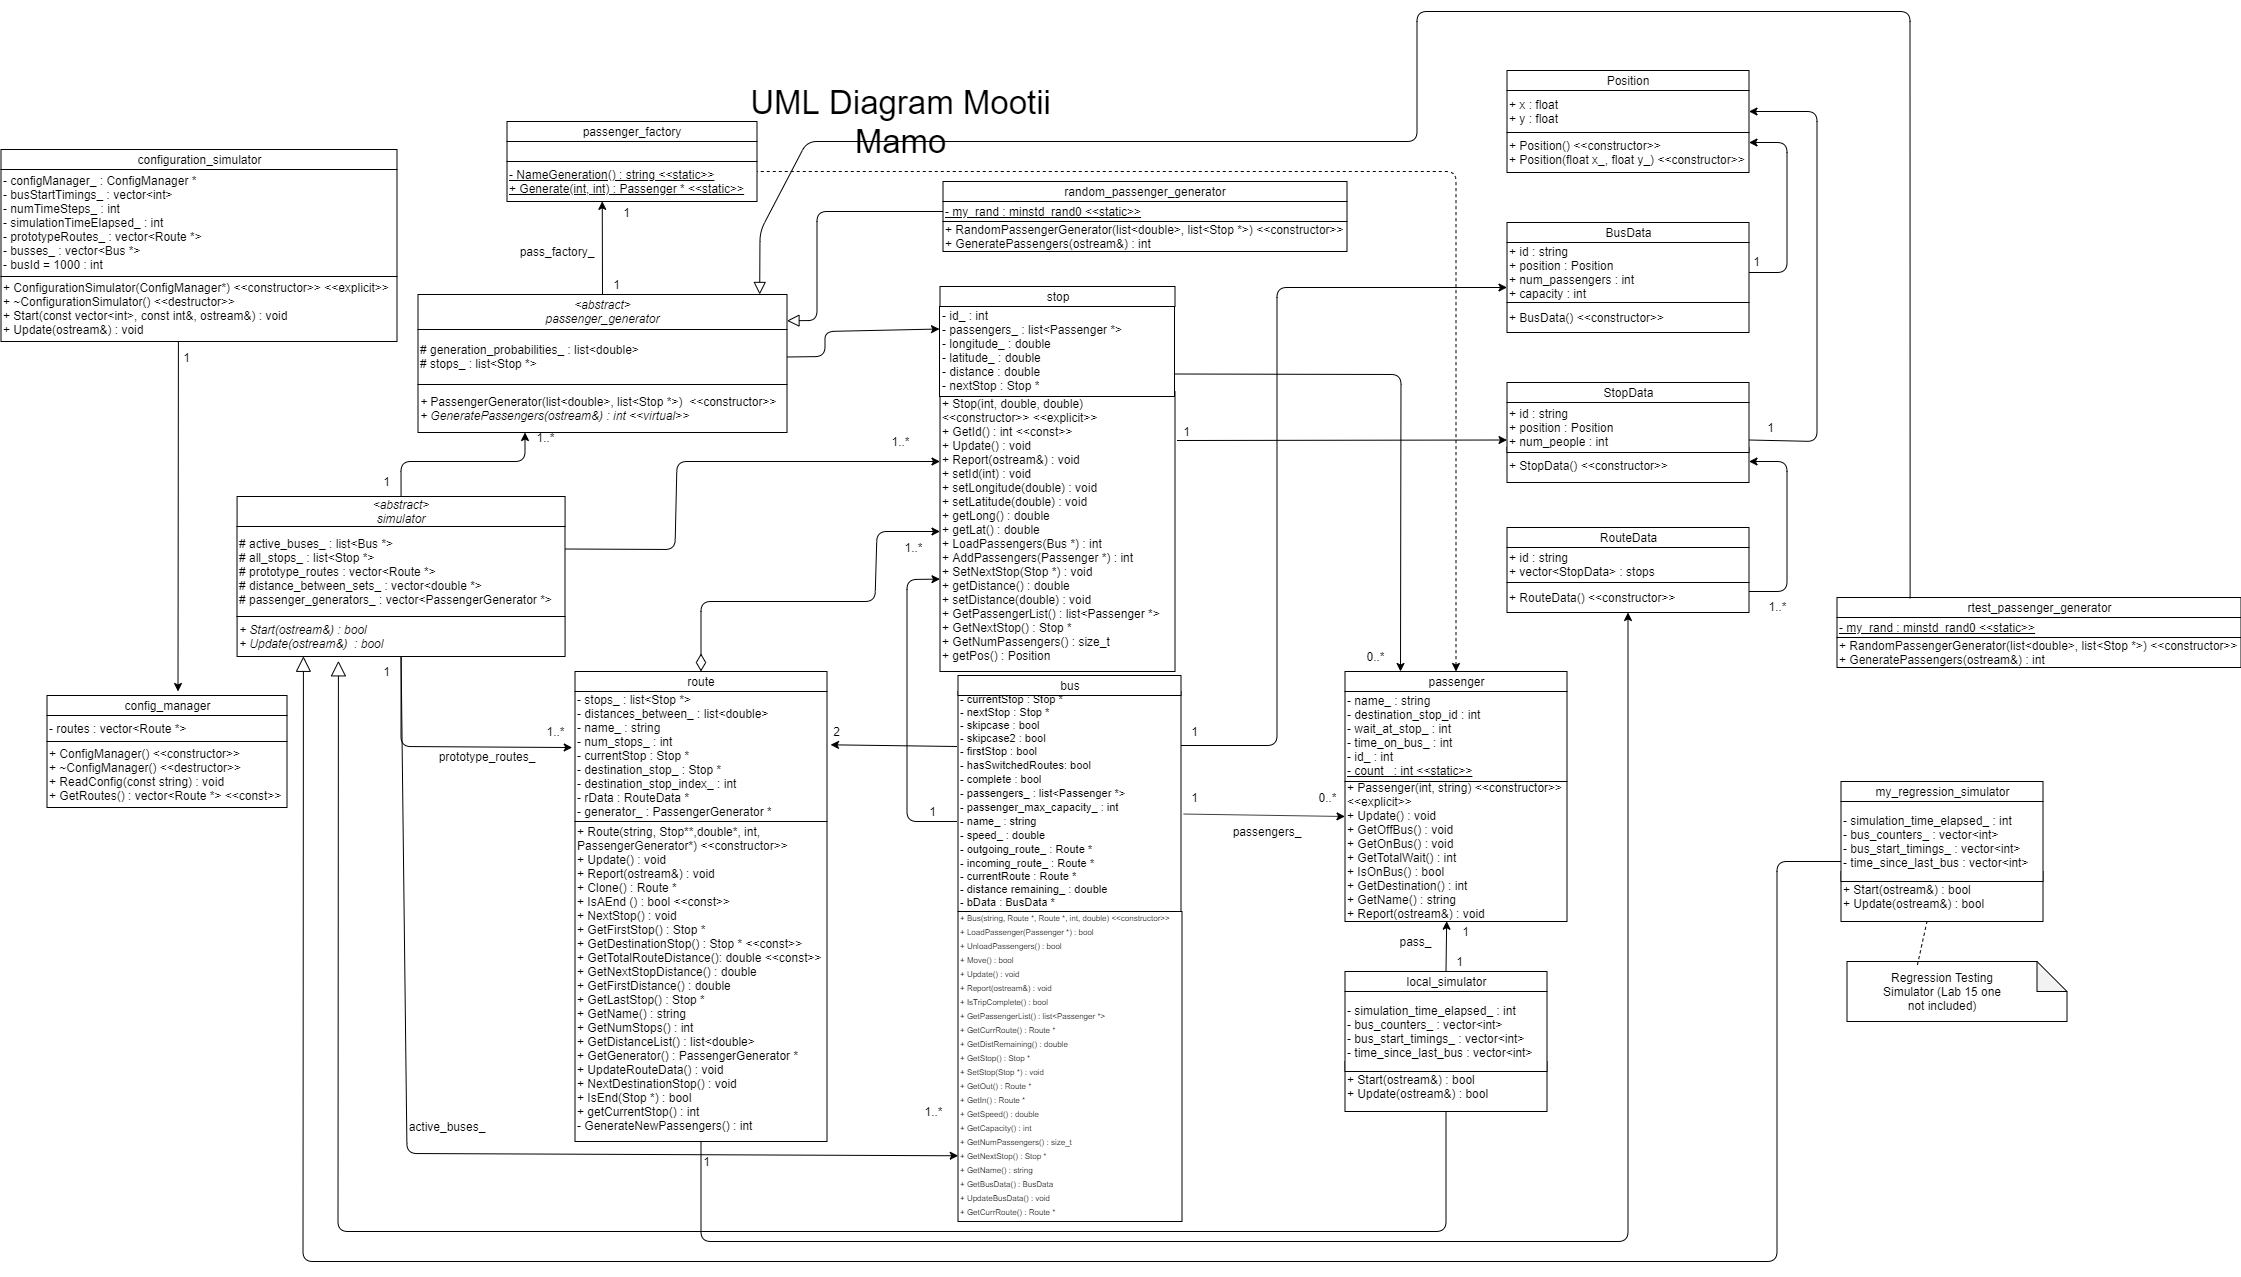 UML Diagram Mootii
Mamo
configuration_simulator
- configManager_ : ConfigManager *
- busStartTimings_ : vector<int>
- numTimeSteps_ : int
- simulationTimeElapsed_ : int
- prototypeRoutes_ : vector<Route *>
- busses_ : vector<Bus *>
- busId = 1000 : int
+ ConfigurationSimulator(ConfigManager*) <<constructor>> <<explicit>>
+ ~ConfigurationSimulator() <<destructor>>
+ Start(const vector<int>, const int&, ostream&) : void
+ Update(ostream&) : void
1
config_manager
- routes : vector<Route *>
+ ConfigManager() <<constructor>>
+ ~ConfigManager() <<destructor>>
+ ReadConfig(const string) : void
+ GetRoutes() : vector<Route *> <<const>>
passenger_factory
- NameGeneration() : string <<static>>
+ Generate(int, int) : Passenger * <<static>>
1
pass_factory_
1
<abstract>
passenger_generator
# generation_probabilities_ : list<double>
# stops_ : list<Stop *>
+ PassengerGenerator(list<double>, list<Stop *>)  <<constructor>>
+ GeneratePassengers(ostream&) : int <<virtual>>
1..*
1
<abstract>
simulator
# active_buses_ : list<Bus *>
# all_stops_ : list<Stop *>
# prototype_routes : vector<Route *>
# distance_between_sets_ : vector<double *>
# passenger_generators_ : vector<PassengerGenerator *>
+ Start(ostream&) : bool
+ Update(ostream&)  : bool
1
1..*
prototype_routes_
active_buses_
1..*
random_passenger_generator
- my_rand : minstd_rand0 <<static>>
+ RandomPassengerGenerator(list<double>, list<Stop *>) <<constructor>>
+ GeneratePassengers(ostream&) : int
stop
- id_ : int
- passengers_ : list<Passenger *>
- longitude_ : double
- latitude_ : double
- distance : double
- nextStop : Stop *
+ Stop(int, double, double)
<<constructor>> <<explicit>>
+ GetId() : int <<const>>
+ Update() : void
+ Report(ostream&) : void
+ setId(int) : void
+ setLongitude(double) : void
+ setLatitude(double) : void
+ getLong() : double
+ getLat() : double
+ LoadPassengers(Bus *) : int
+ AddPassengers(Passenger *) : int
+ SetNextStop(Stop *) : void
+ getDistance() : double
+ setDistance(double) : void
+ GetPassengerList() : list<Passenger *>
+ GetNextStop() : Stop *
+ GetNumPassengers() : size_t
+ getPos() : Position
1..*
1..*
1
route
- stops_ : list<Stop *>
- distances_between_ : list<double>
- name_ : string
- num_stops_ : int
- currentStop : Stop *
- destination_stop_ : Stop *
- destination_stop_index_ : int
- rData : RouteData *
- generator_ : PassengerGenerator *
+ Route(string, Stop**,double*, int,
PassengerGenerator*) <<constructor>>
+ Update() : void
+ Report(ostream&) : void
+ Clone() : Route *
+ IsAEnd () : bool <<const>>
+ NextStop() : void
+ GetFirstStop() : Stop *
+ GetDestinationStop() : Stop * <<const>>
+ GetTotalRouteDistance(): double <<const>>
+ GetNextStopDistance() : double
+ GetFirstDistance() : double
+ GetLastStop() : Stop *
+ GetName() : string
+ GetNumStops() : int
+ GetDistanceList() : list<double>
+ GetGenerator() : PassengerGenerator *
+ UpdateRouteData() : void
+ NextDestinationStop() : void
+ IsEnd(Stop *) : bool
+ getCurrentStop() : int
- GenerateNewPassengers() : int
1
2
1
bus
- currentStop : Stop *
- nextStop : Stop *
- skipcase : bool
- skipcase2 : bool
- firstStop : bool
- hasSwitchedRoutes: bool
- complete : bool
- passengers_ : list<Passenger *>
- passenger_max_capacity_ : int
- name_ : string
- speed_ : double
- outgoing_route_ : Route *
- incoming_route_ : Route *
- currentRoute : Route *
- distance remaining_ : double
- bData : BusData *
+ Bus(string, Route *, Route *, int, double) <<constructor>>
+ LoadPassenger(Passenger *) : bool
+ UnloadPassengers() : bool
+ Move() : bool
+ Update() : void
+ Report(ostream&) : void
+ IsTripComplete() : bool
+ GetPassengerList() : list<Passenger *>
+ GetCurrRoute() : Route *
+ GetDistRemaining() : double
+ GetStop() : Stop *
+ SetStop(Stop *) : void
+ GetOut() : Route *
+ GetIn() : Route *
+ GetSpeed() : double
+ GetCapacity() : int
+ GetNumPassengers() : size_t
+ GetNextStop() : Stop *
+ GetName() : string
+ GetBusData() : BusData
+ UpdateBusData() : void
+ GetCurrRoute() : Route *
1
1
0..*
passengers_
0..*
passenger
- name_ : string
- destination_stop_id : int
- wait_at_stop_ : int
- time_on_bus_ : int
- id_ : int
- count_ : int <<static>>
+ Passenger(int, string) <<constructor>>
<<explicit>>
+ Update() : void
+ GetOffBus() : void
+ GetOnBus() : void
+ GetTotalWait() : int
+ IsOnBus() : bool
+ GetDestination() : int
+ GetName() : string
+ Report(ostream&) : void
1
pass_
1
local_simulator
- simulation_time_elapsed_ : int
- bus_counters_ : vector<int>
- bus_start_timings_ : vector<int>
- time_since_last_bus : vector<int>
+ Start(ostream&) : bool
+ Update(ostream&) : bool
Position
+ x : float
+ y : float
+ Position() <<constructor>>
+ Position(float x_, float y_) <<constructor>>
BusData
+ id : string
+ position : Position
+ num_passengers : int
+ capacity : int
+ BusData() <<constructor>>
1
StopData
+ id : string
+ position : Position
+ num_people : int
+ StopData() <<constructor>>
1
RouteData
+ id : string
+ vector<StopData> : stops
+ RouteData() <<constructor>>
1..*
rtest_passenger_generator
- my_rand : minstd_rand0 <<static>>
+ RandomPassengerGenerator(list<double>, list<Stop *>) <<constructor>>
+ GeneratePassengers(ostream&) : int
my_regression_simulator
- simulation_time_elapsed_ : int
- bus_counters_ : vector<int>
- bus_start_timings_ : vector<int>
- time_since_last_bus : vector<int>
+ Start(ostream&) : bool
+ Update(ostream&) : bool
Regression Testing
Simulator (Lab 15 one
not included)